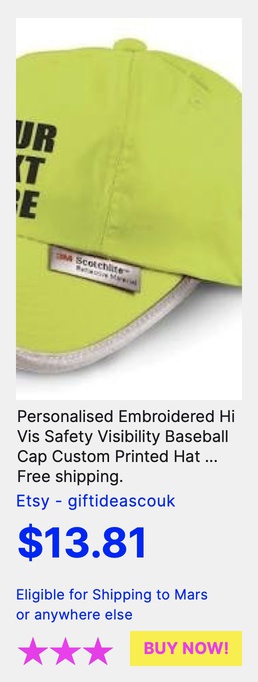 UR
XT
CE
3M Scotchlite™
Reflective Material
Personalised Embroidered Hi
Vis Safety Visibility Baseball
Cap Custom Printed Hat ...
Free shipping.
Etsy - giftideascouk
$13.81
Eligible for Shipping to Mars
or anywhere else
BUY NOW!